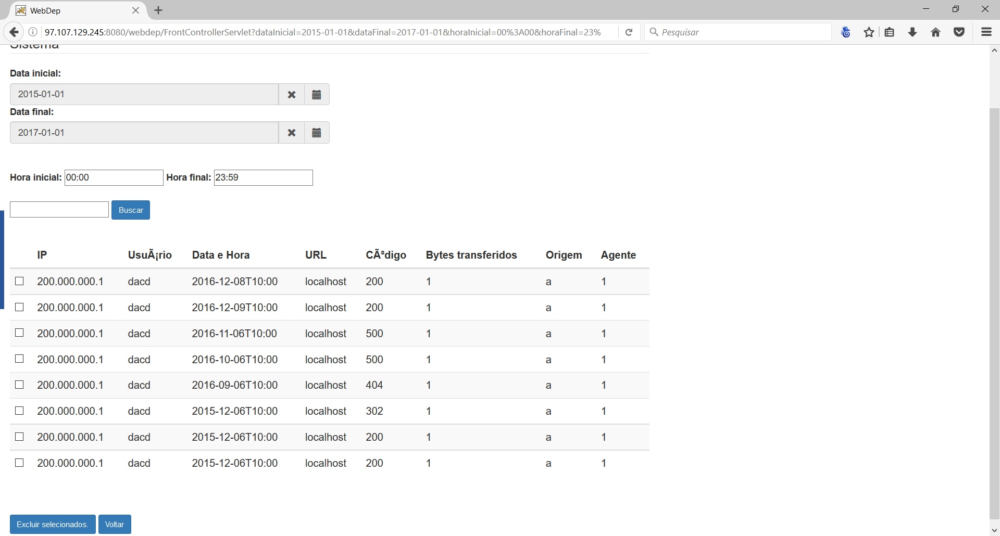 WebDep
97.107.129.245:8080/webdep/FrontControllerServlet?dataInicial=2015-01-01&dataFinal=2017-01-01&horaInicial=00%3A00&horaFinal=23%
Pesquisar
Sistema
Data inicial:
2015-01-01
Data final:
2017-01-01
Hora inicial: 00:00 Hora final: 23:59
Buscar
IP UsuÃ¡rio Data e Hora URL CÃ³digo Bytes transferidos Origem Agente
200.000.000.1 dacd 2016-12-08T10:00 localhost 200 1 a 1
200.000.000.1 dacd 2016-12-09T10:00 localhost 200 1 a 1
200.000.000.1 dacd 2016-11-06T10:00 localhost 500 1 a 1
200.000.000.1 dacd 2016-10-06T10:00 localhost 500 1 a 1
200.000.000.1 dacd 2016-09-06T10:00 localhost 404 1 a 1
200.000.000.1 dacd 2015-12-06T10:00 localhost 302 1 a 1
200.000.000.1 dacd 2015-12-06T10:00 localhost 200 1 a 1
200.000.000.1 dacd 2015-12-06T10:00 localhost 200 1 a 1
Excluir selecionados. Voltar